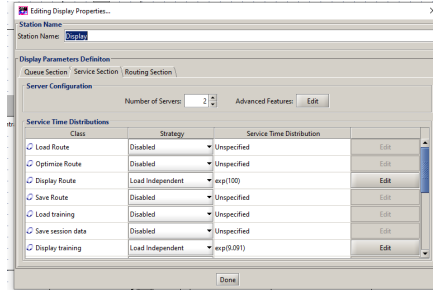 Editing Display Properties...
Station Name
Station Name: Display
Display Parameters Definiton
Queue Section Service Section Routing Section
Server Configuration
Number of Servers: 2 Advanced Features: Edit
Service Time Distributions
Class Strategy Service Time Distribution
Load Route Disabled Unspecified Edit
Optimize Route Disabled Unspecified Edit
Display Route Load Independent exp(100) Edit
Save Route Disabled Unspecified Edit
Load training Disabled Unspecified Edit
Save session data Disabled Unspecified Edit
Display training Load Independent exp(9.091) Edit
Done